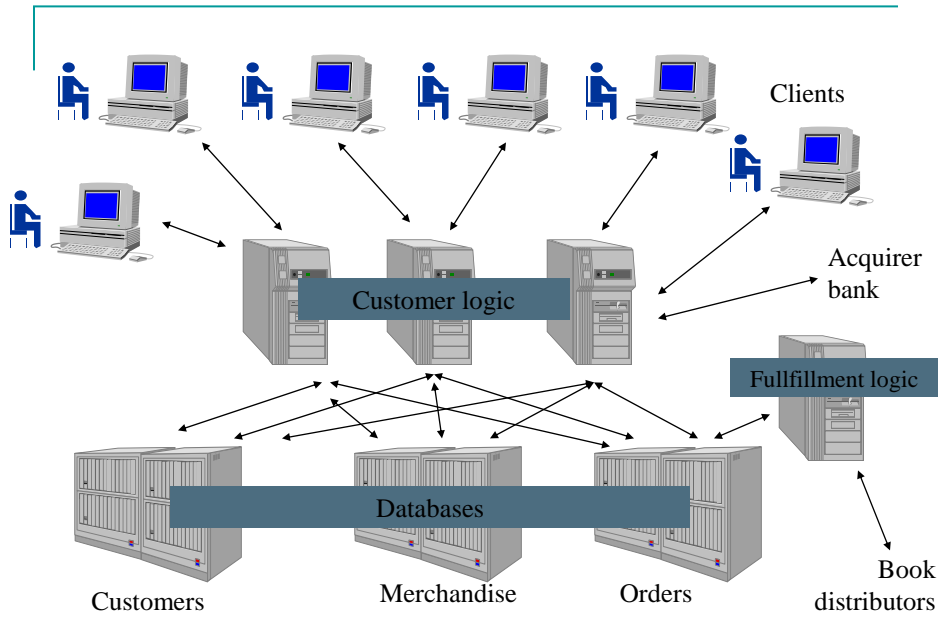 Clients
Acquirer
bank
Customer logic
Fullfillment logic
Databases
Customers
Merchandise
Orders
Book
distributors